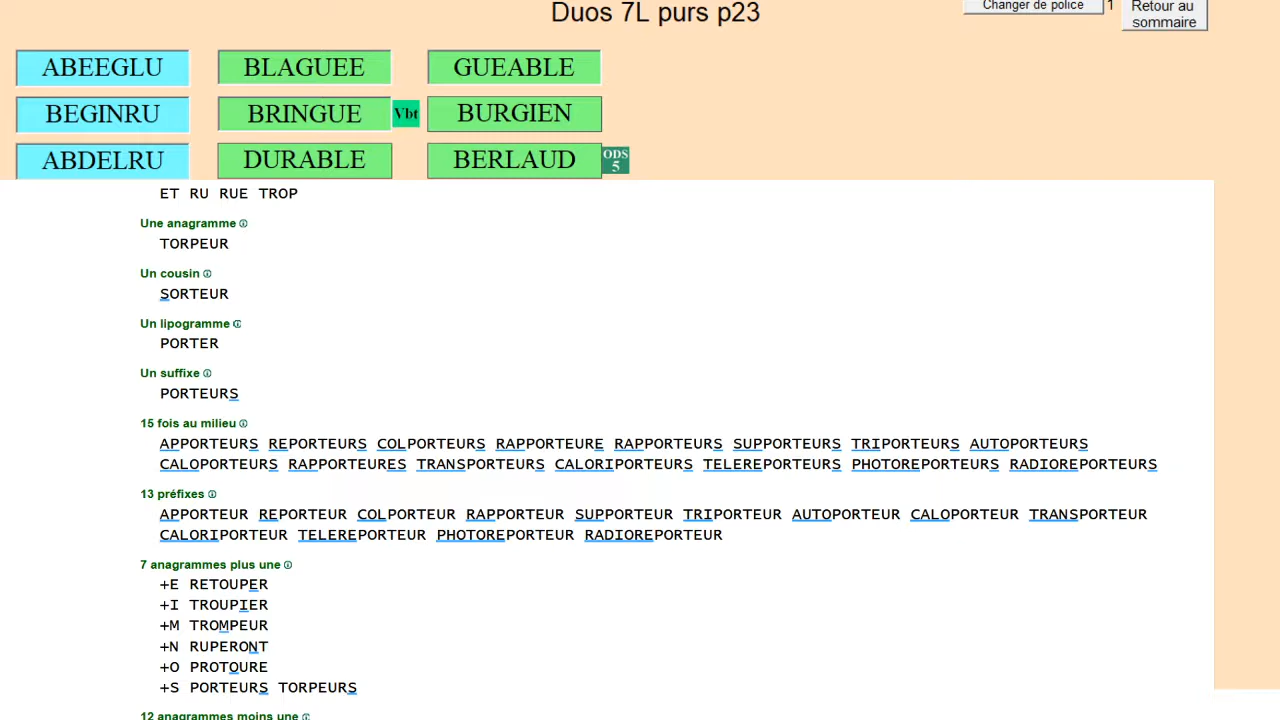 Duos 7L purs p23
Changer de police 1
Retour au
sommaire
ABEEGLU BLAGUEE GUEABLE
BEGINRU BRINGUE Vbt BURGIEN
ABDELRU DURABLE BERLAUD ODS 5
ET RU RUE TROP
Une anagramme
TORPEUR
Un cousin
SORTEUR
Un lipogramme
PORTER
Un suffixe
PORTEURS
15 fois au milieu
APPORTEURS REPORTEURS COLPORTEURS RAPPORTEURE RAPPORTEURS SUPPORTEURS TRIPORTEURS AUTOPORTEURS
CALOPORTEURS RAPPORTEURES TRANSPORTEURS CALORIPORTEURS TELEREPORTEURS PHOTOREPORTEURS RADIOREPORTEURS
13 préfixes
APPORTEUR REPORTEUR COLPORTEUR RAPPORTEUR SUPPORTEUR TRIPORTEUR AUTOPORTEUR CALOPORTEUR TRANSPORTEUR
CALORIPORTEUR TELEREPORTEUR PHOTOREPORTEUR RADIOREPORTEUR
7 anagrammes plus une
+E RETOUPER
+I TROUPIER
+M TROMPEUR
+N RUPERONT
+O PROTOURE
+S PORTEURS TORPEURS
12 anagrammes moins une